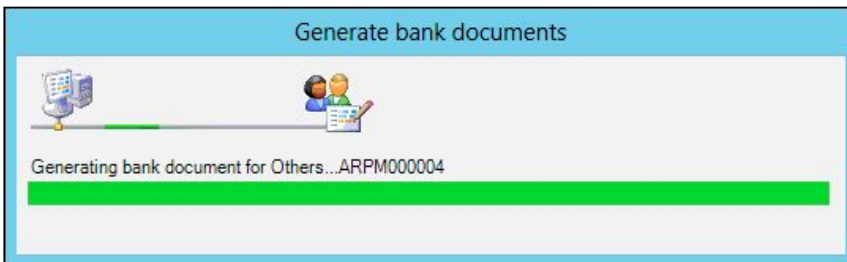 Generate bank documents
Generating bank document for Others...ARPM000004